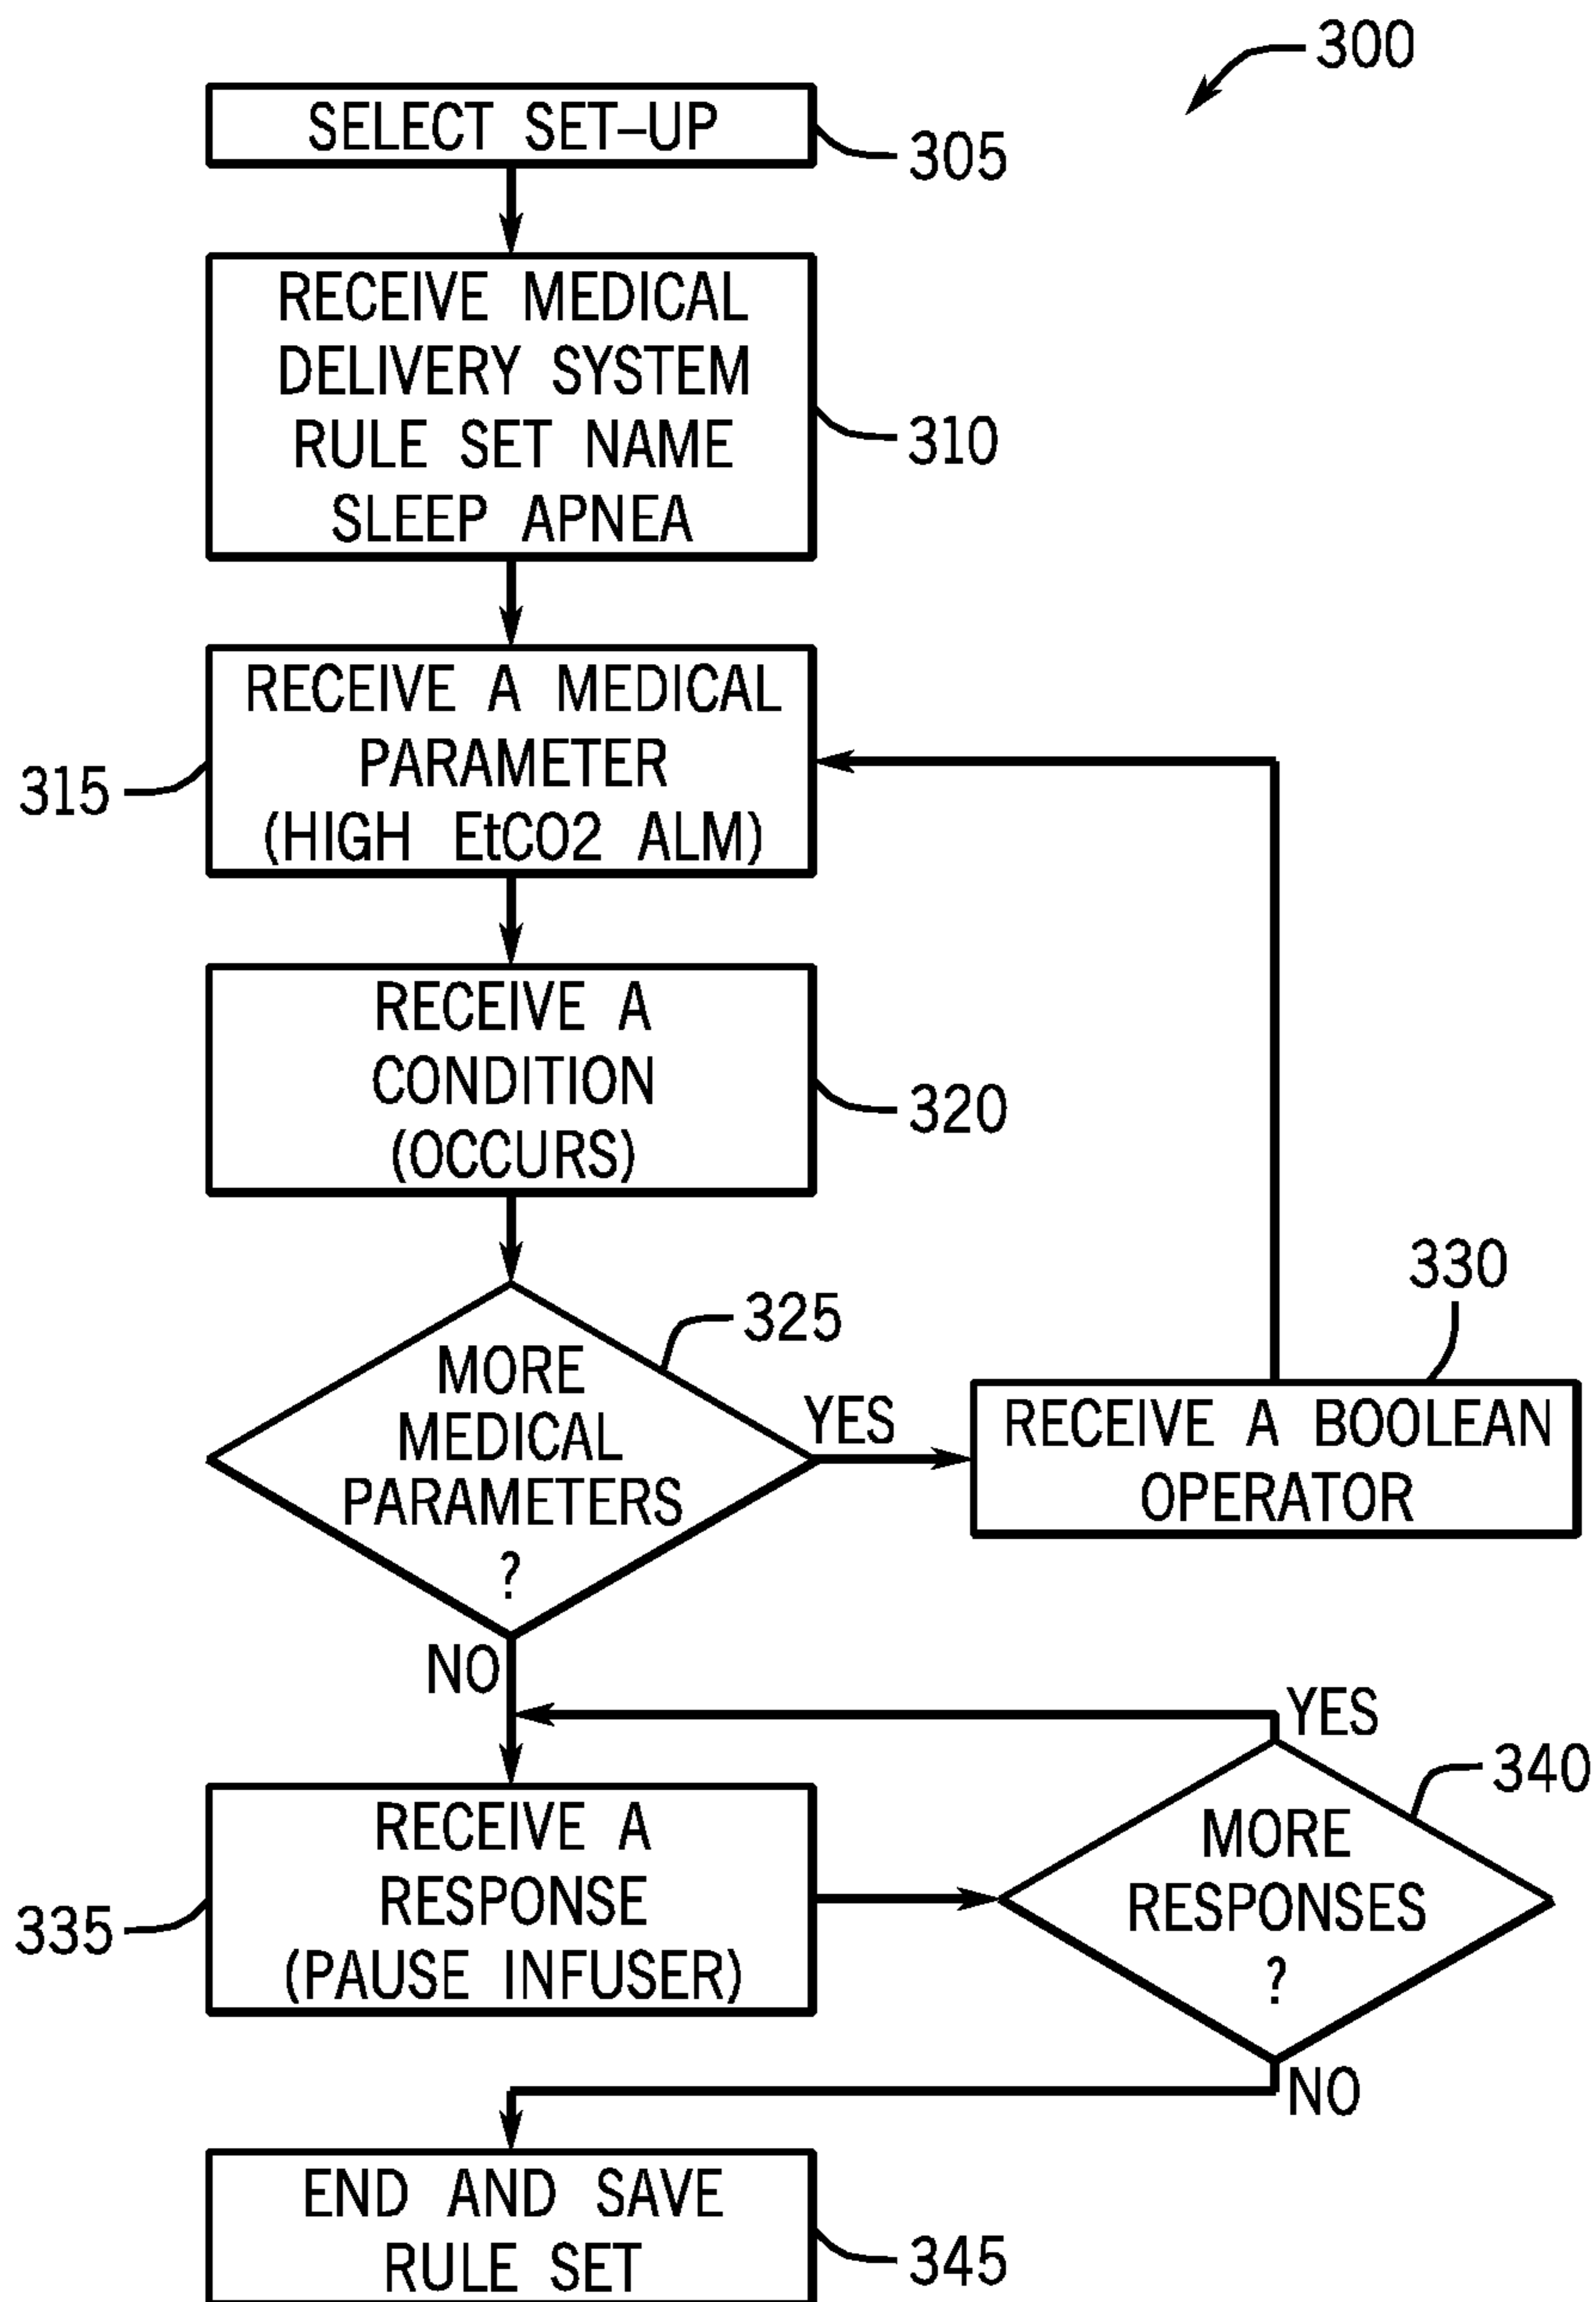 300
SELECT SET–UP
305
RECEIVE MEDICAL
DELIVERY SYSTEM
RULE SET NAME
SLEEP APNEA
310
RECEIVE A MEDICAL
PARAMETER
(HIGH EtCO2 ALM)
315
RECEIVE A
CONDITION
(OCCURS)
320
MORE
MEDICAL
PARAMETERS
?
325
YES
330
RECEIVE A BOOLEAN
OPERATOR
NO
YES
RECEIVE A
RESPONSE
(PAUSE INFUSER)
335
340
MORE
RESPONSES
?
NO
END AND SAVE
RULE SET
345